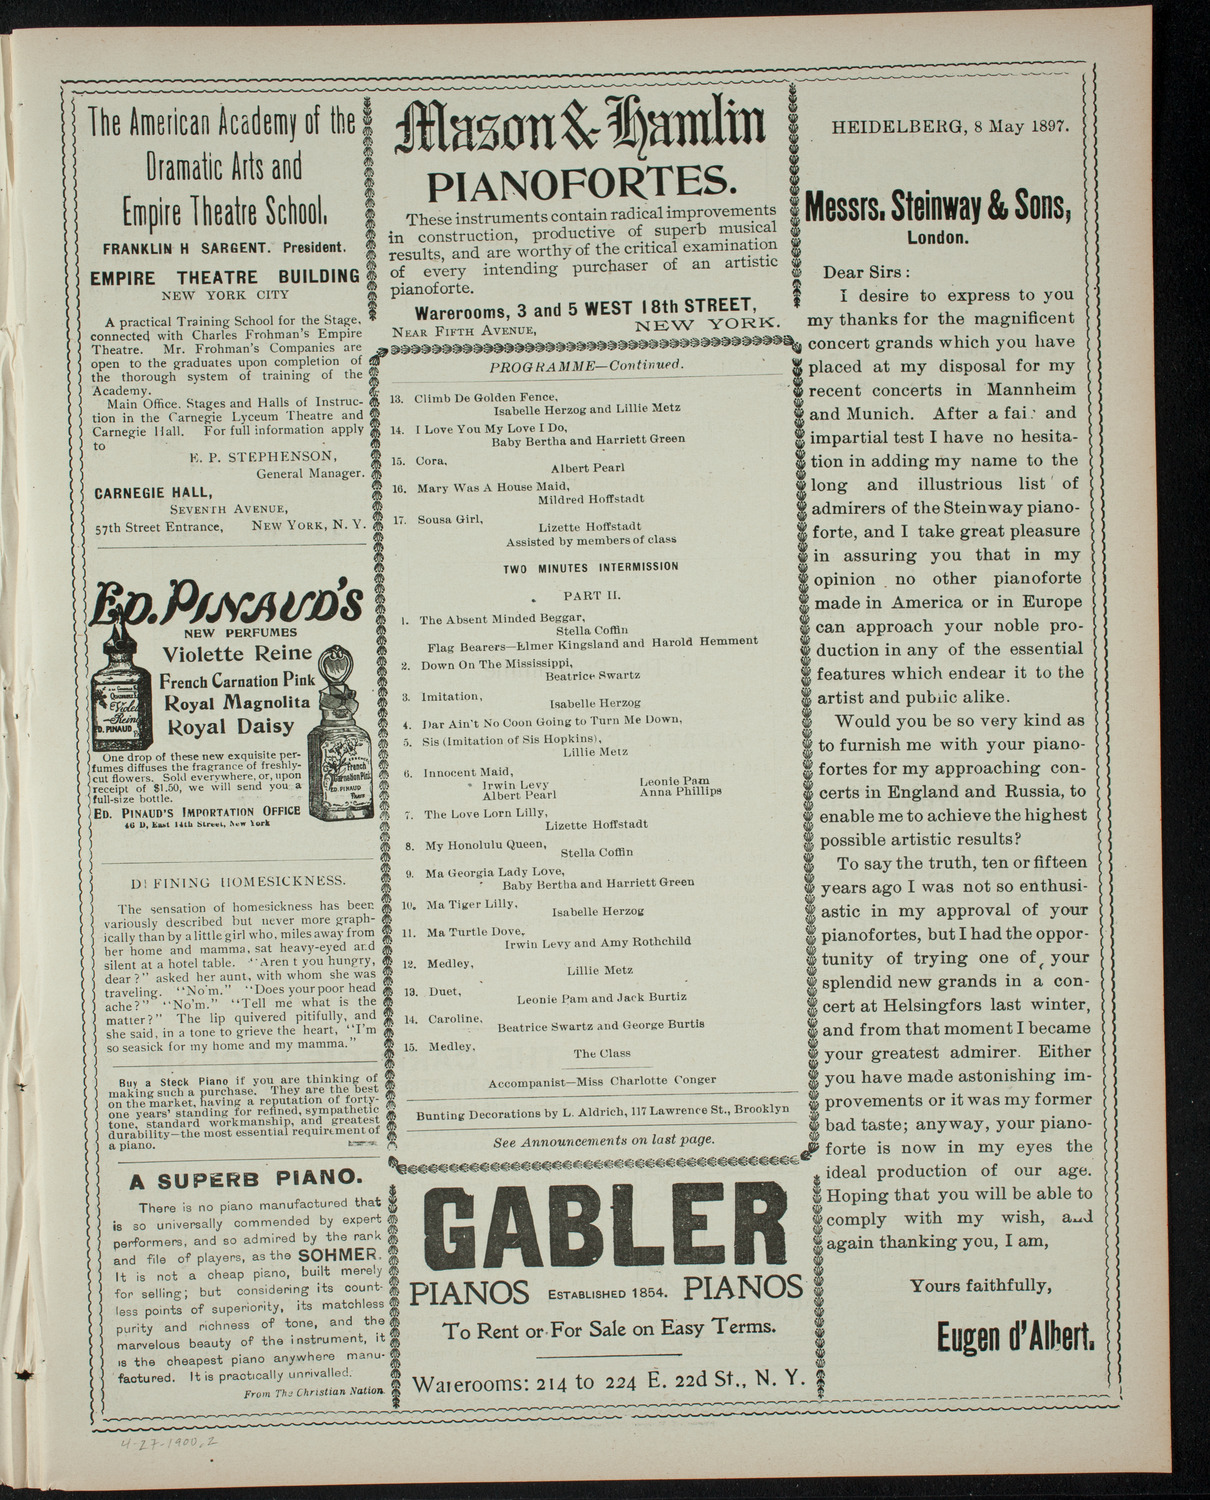 The American Academy of the
Dramatic Arts and
Empire Theatre School,
FRANKLIN H SARGENT. President.
EMPIRE THEATRE BUILDING
NEW YORK CITY
A practical Training School for the Stage,
connected with Charles Frohman's Empire
Theatre. Mr. Frohman's Companies are
open to the graduates upon completion of
the thorough system of training of the
Academy.
Main Office. Stages and Halls of Instruc-
tion in the Carnegie Lyceum Theatre and
Carnegie Hall. For full information apply
to
E. P. STEPHENSON,
General Manager.
CARNEGIE HALL,
SEVENTH AVENUE,
57th Street Entrance, NEW YORK, N. Y.
ED. PINAUD'S
NEW PERFUMES
Violette Reine
French Carnation Pink
Royal Magnolita
Royal Daisy
One drop of these new exquisite per-
fumes diffuses the fragrance of freshly-
cut flowers. Sold everywhere, or, upon
receipt of $1.50, we will send you a
full-size bottle.
ED. PINAUD'S IMPORTATION OFFICE
46 D, East 14th Street, New York
D! FINING HOMESICKNESS.
The sensation of homesickness has been
variously described but never more graph-
ically than by a little girl who, miles away from
her home and mamma, sat heavy-eyed and
silent at a hotel table. "Aren t you hungry,
dear?" asked her aunt, with whom she was
traveling. "No'm." "Does your poor head
ache?" "No'm." "Tell me what is the
matter?" The lip quivered pitifully, and
she said, in a tone to grieve the heart, "I'm
so seasick for my home and my mamma."
Buy a Steck Piano if you are thinking of
making such a purchase. They are the best
on the market, having a reputation of forty-
one years' standing for refined, sympathetic
tone, standard workmanship, and greatest
durability—the most essential requirement of
a piano.
A SUPERB PIANO.
There is no piano manufactured that
is so universally commended by expert
performers, and so admired by the rank
and file of players, as the SOHMER.
It is not a cheap piano, built merely
for selling; but considering its count-
less points of superiority, its matchless
purity and richness of tone, and the
marvelous beauty of the instrument, it
is the cheapest piano anywhere manu-
factured. It is practically unrivalled.
From The Christian Nation.
Mason & Hamlin
PIANOFORTES.
These instruments contain radical improvements
in construction, productive of superb musical
results, and are worthy of the critical examination
of every intending purchaser of an artistic
pianoforte.
Warerooms, 3 and 5 WEST 18th STREET,
NEAR FIFTH AVENUE, NEW YORK.
PROGRAMME—Continued.
13. Climb De Golden Fence,
Isabelle Herzog and Lillie Metz
14. I Love You My Love I Do,
Baby Bertha and Harriett Green
15. Cora,
Albert Pearl
16. Mary Was A House Maid,
Mildred Hoffstadt
17. Sousa Girl,
Lizette Hoffstadt
Assisted by members of class
TWO MINUTES INTERMISSION
PART II.
1. The Absent Minded Beggar,
Stella Coffin
Flag Bearers—Elmer Kingsland and Harold Hemment
2. Down On The Mississippi,
Beatrice Swartz
3. Imitation,
Isabelle Herzog
4. Dar Ain't No Coon Going to Turn Me Down,
5. Sis (Imitation of Sis Hopkins),
Lillie Metz
6. Innocent Maid,
Irwin Levy Leonie Pam
Albert Pearl Anna Phillips
7. The Love Lorn Lilly,
Lizette Hoffstadt
8. My Honolulu Queen,
Stella Coffin
9. Ma Georgia Lady Love,
Baby Bertha and Harriett Green
10. Ma Tiger Lilly,
Isabelle Herzog
11. Ma Turtle Dove,
Irwin Levy and Amy Rothchild
12. Medley,
Lillie Metz
13. Duet,
Leonie Pam and Jack Burtiz
14. Caroline,
Beatrice Swartz and George Burtis
15. Medley,
The Class
Accompanist—Miss Charlotte Conger
Bunting Decorations by L. Aldrich, 117 Lawrence St., Brooklyn
See Announcements on last page.
GABLER
PIANOS ESTABLISHED 1854. PIANOS
To Rent or For Sale on Easy Terms.
Warerooms: 214 to 224 E. 22d St., N. Y.
HEIDELBERG, 8 May 1897.
Messrs. Steinway & Sons,
London.
Dear Sirs:
I desire to express to you
my thanks for the magnificent
concert grands which you have
placed at my disposal for my
recent concerts in Mannheim
and Munich. After a fair and
impartial test I have no hesita-
tion in adding my name to the
long and illustrious list of
admirers of the Steinway piano-
forte, and I take great pleasure
in assuring you that in my
opinion no other pianoforte
made in America or in Europe
can approach your noble pro-
duction in any of the essential
features which endear it to the
artist and public alike.
Would you be so very kind as
to furnish me with your piano-
fortes for my approaching con-
certs in England and Russia, to
enable me to achieve the highest
possible artistic results?
To say the truth, ten or fifteen
years ago I was not so enthusi-
astic in my approval of your
pianofortes, but I had the oppor-
tunity of trying one of your
splendid new grands in a con-
cert at Helsingfors last winter,
and from that moment I became
your greatest admirer. Either
you have made astonishing im-
provements or it was my former
bad taste; anyway, your piano-
forte is now in my eyes the
ideal production of our age.
Hoping that you will be able to
comply with my wish, and
again thanking you, I am,
Yours faithfully,
Eugen d'Albert.
4-27-1900, 2